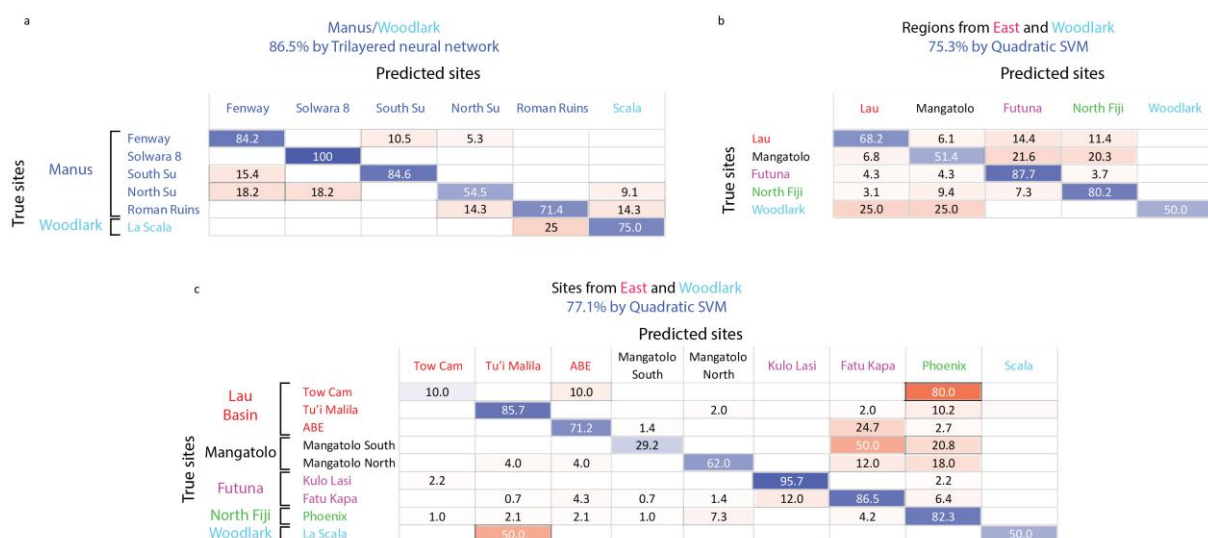 a
Manus/Woodlark
86.5% by Trilayered neural network
Predicted sites
Fenway Solwara 8 South Su North Su Roman Ruins Scala
True sites
Manus
Woodlark
Fenway 84.2 10.5 5.3
Solwara 8 100
South Su 15.4 84.6
North Su 18.2 18.2 54.5 9.1
Roman Ruins 14.3 71.4 14.3
La Scala 25 75.0
b
Regions from East and Woodlark
75.3% by Quadratic SVM
Predicted sites
Lau Mangatolo Futuna North Fiji Woodlark
True sites
Lau 68.2 6.1 14.4 11.4
Mangatolo 6.8 51.4 21.6 20.3
Futuna 4.3 4.3 87.7 3.7
North Fiji 3.1 9.4 7.3 80.2
Woodlark 25.0 25.0 50.0
c
Sites from East and Woodlark
77.1% by Quadratic SVM
Predicted sites
Tow Cam Tu'i Malila ABE Mangatolo South Mangatolo North Kulo Lasi Fatu Kapa Phoenix Scala
True sites
Lau Basin
Mangatolo
Futuna
North Fiji
Woodlark
Tow Cam 10.0 10.0 80.0
Tu'i Malila 85.7 2.0 2.0 10.2
ABE 71.2 1.4 24.7 2.7
Mangatolo South 29.2 50.0 20.8
Mangatolo North 4.0 4.0 62.0 12.0 18.0
Kulo Lasi 2.2 95.7 2.2
Fatu Kapa 0.7 4.3 0.7 1.4 12.0 86.5 6.4
Phoenix 1.0 2.1 2.1 1.0 7.3 4.2 82.3
La Scala 50.0 50.0